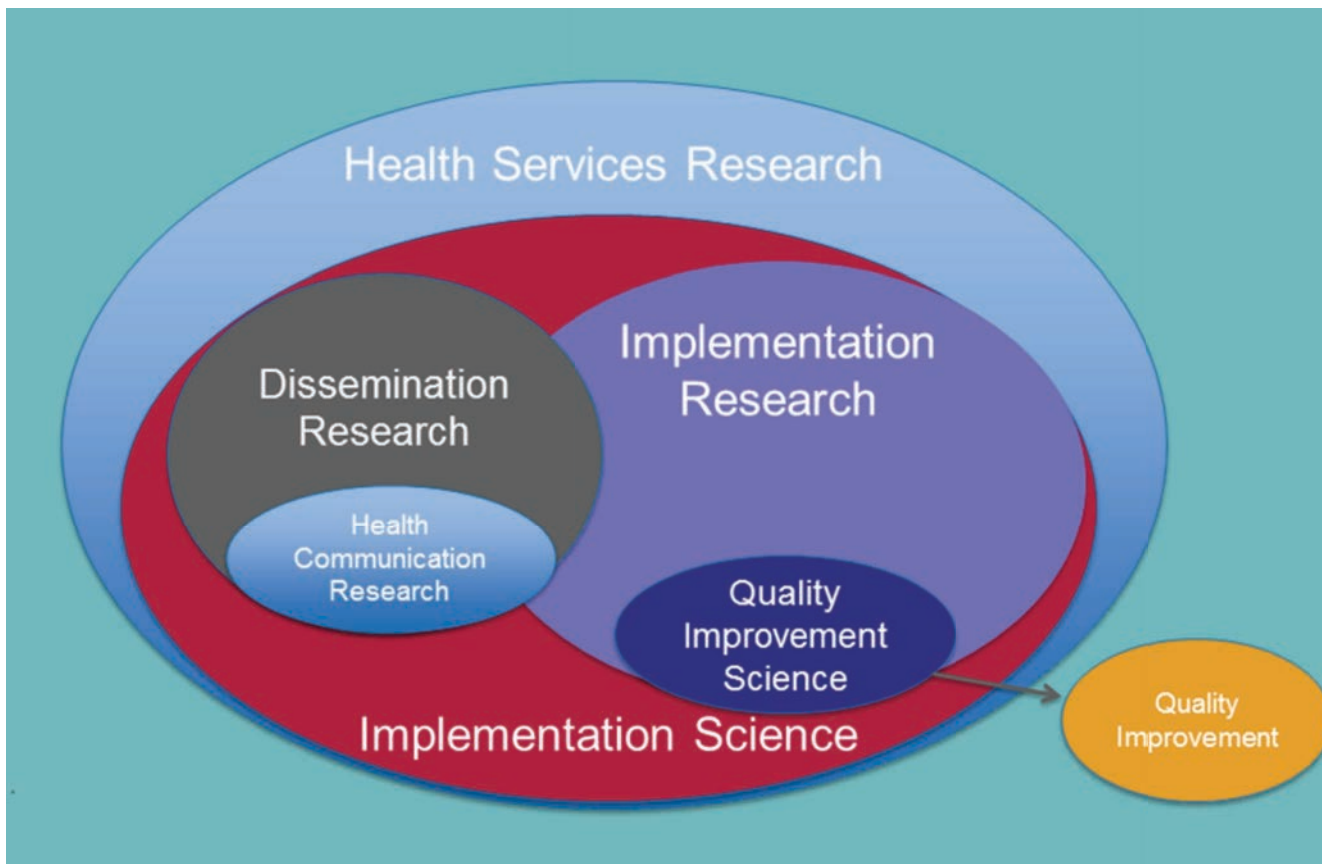 Health Services Research
Implementation
Research
Dissemination
Research
Health
Communication
Research
Quality
Improvement
Science
Implementation Science
Quality
Improvement